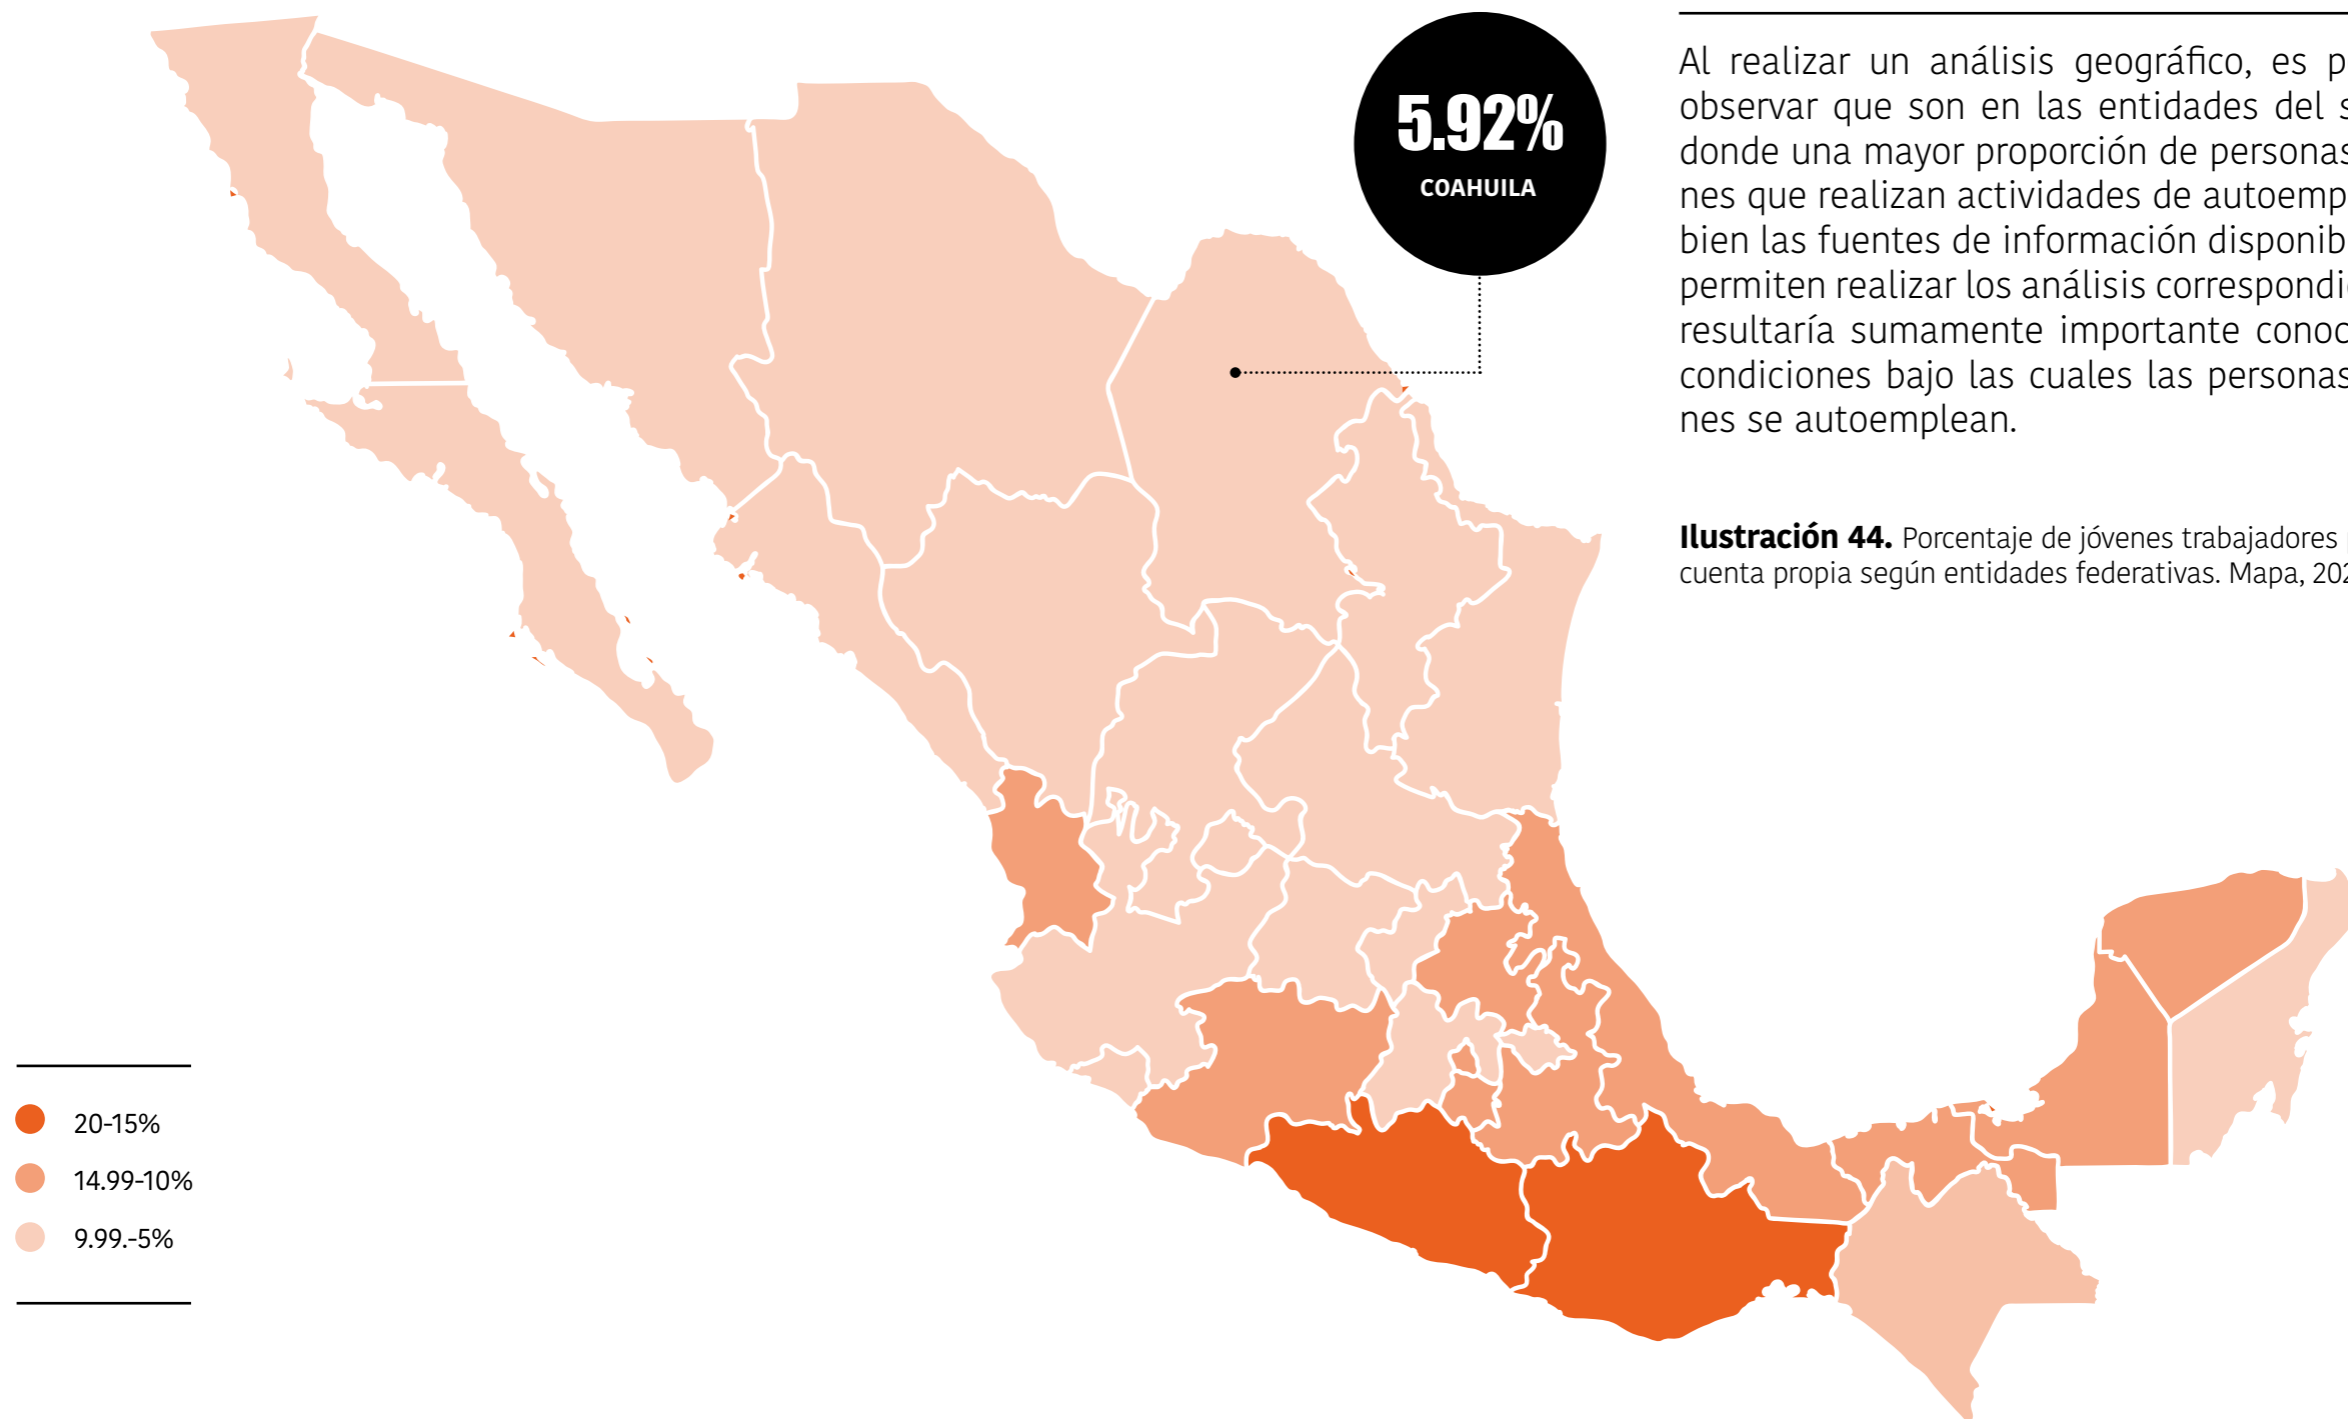 5.92%
COAHUILA
Al realizar un análisis geográfico, es
observar que son en las entidades del
donde una mayor proporción de personas
nes que realizan actividades de autoemp
bien las fuentes de información disponib
permiten realizar los análisis correspondi
resultaría sumamente importante conoc
condiciones bajo las cuales las personas
nes se autoemplean.
Ilustración 44. Porcentaje de jóvenes trabajadores
cuenta propia según entidades federativas. Mapa, 202
20-15%
14.99-10%
9.99.-5%